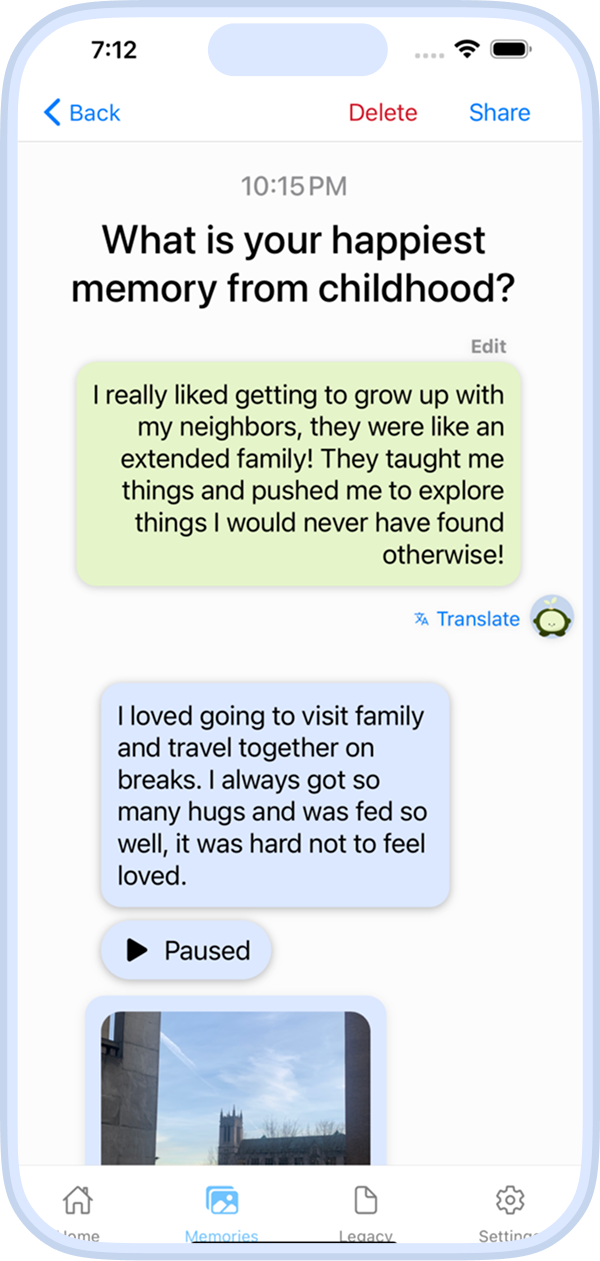 7:12
Back Delete Share
10:15 PM
What is your happiest
memory from childhood?
Edit
I really liked getting to grow up with
my neighbors, they were like an
extended family! They taught me
things and pushed me to explore
things I would never have found
otherwise!
Translate
I loved going to visit family
and travel together on
breaks. I always got so
many hugs and was fed so
well, it was hard not to feel
loved.
Paused
Home Memories Legacy Settings